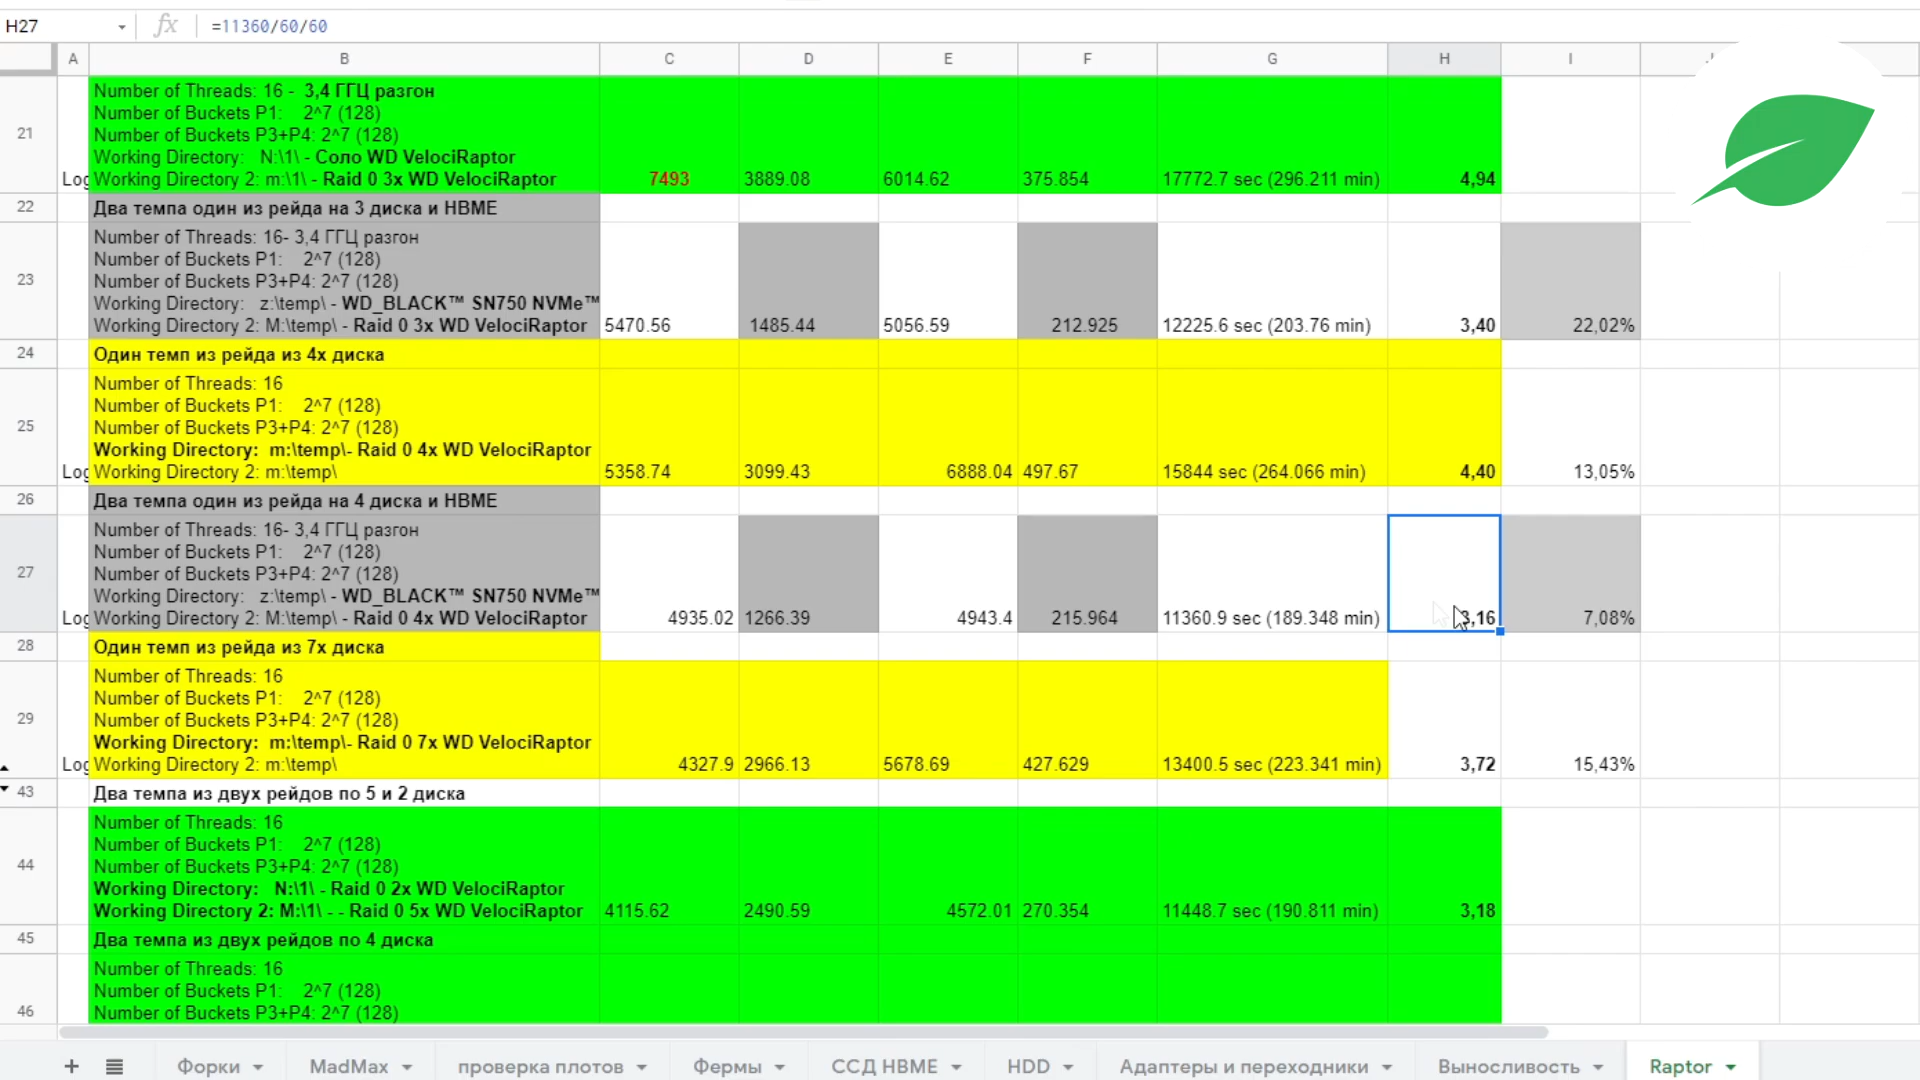 H27
fx
=11360/60/60
A B C D E F G H I
21
Number of Threads: 16 - 3,4 ГГЦ разгон
Number of Buckets P1: 2^7 (128)
Number of Buckets P3+P4: 2^7 (128)
Working Directory: N:\1\ - Соло WD VelociRaptor
Log Working Directory 2: m:\1\ - Raid 0 3x WD VelociRaptor 7493 3889.08 6014.62 375.854 17772.7 sec (296.211 min) 4,94
22 Два темпа один из рейда на 3 диска и НВМЕ
23
Number of Threads: 16- 3,4 ГГЦ разгон
Number of Buckets P1: 2^7 (128)
Number of Buckets P3+P4: 2^7 (128)
Working Directory: z:\temp\ - WD_BLACK™ SN750 NVMe™
Working Directory 2: M:\temp\ - Raid 0 3x WD VelociRaptor 5470.56 1485.44 5056.59 212.925 12225.6 sec (203.76 min) 3,40 22,02%
24 Один темп из рейда из 4х диска
25
Number of Threads: 16
Number of Buckets P1: 2^7 (128)
Number of Buckets P3+P4: 2^7 (128)
Working Directory: m:\temp\- Raid 0 4x WD VelociRaptor
Log Working Directory 2: m:\temp\ 5358.74 3099.43 6888.04 497.67 15844 sec (264.066 min) 4,40 13,05%
26 Два темпа один из рейда на 4 диска и НВМЕ
27
Number of Threads: 16- 3,4 ГГЦ разгон
Number of Buckets P1: 2^7 (128)
Number of Buckets P3+P4: 2^7 (128)
Working Directory: z:\temp\ - WD_BLACK™ SN750 NVMe™
Log Working Directory 2: M:\temp\ - Raid 0 4x WD VelociRaptor 4935.02 1266.39 4943.4 215.964 11360.9 sec (189.348 min) 3,16 7,08%
28 Один темп из рейда из 7х диска
29
Number of Threads: 16
Number of Buckets P1: 2^7 (128)
Number of Buckets P3+P4: 2^7 (128)
Working Directory: m:\temp\- Raid 0 7x WD VelociRaptor
Log Working Directory 2: m:\temp\ 4327.9 2966.13 5678.69 427.629 13400.5 sec (223.341 min) 3,72 15,43%
43 Два темпа из двух рейдов по 5 и 2 диска
44
Number of Threads: 16
Number of Buckets P1: 2^7 (128)
Number of Buckets P3+P4: 2^7 (128)
Working Directory: N:\1\ - Raid 0 2x WD VelociRaptor
Working Directory 2: M:\1\ - - Raid 0 5x WD VelociRaptor 4115.62 2490.59 4572.01 270.354 11448.7 sec (190.811 min) 3,18
45 Два темпа из двух рейдов по 4 диска
46
Number of Threads: 16
Number of Buckets P1: 2^7 (128)
Number of Buckets P3+P4: 2^7 (128)
Форки MadMax проверка плотов Фермы ССД НВМЕ HDD Адаптеры и переходники Выносливость Raptor